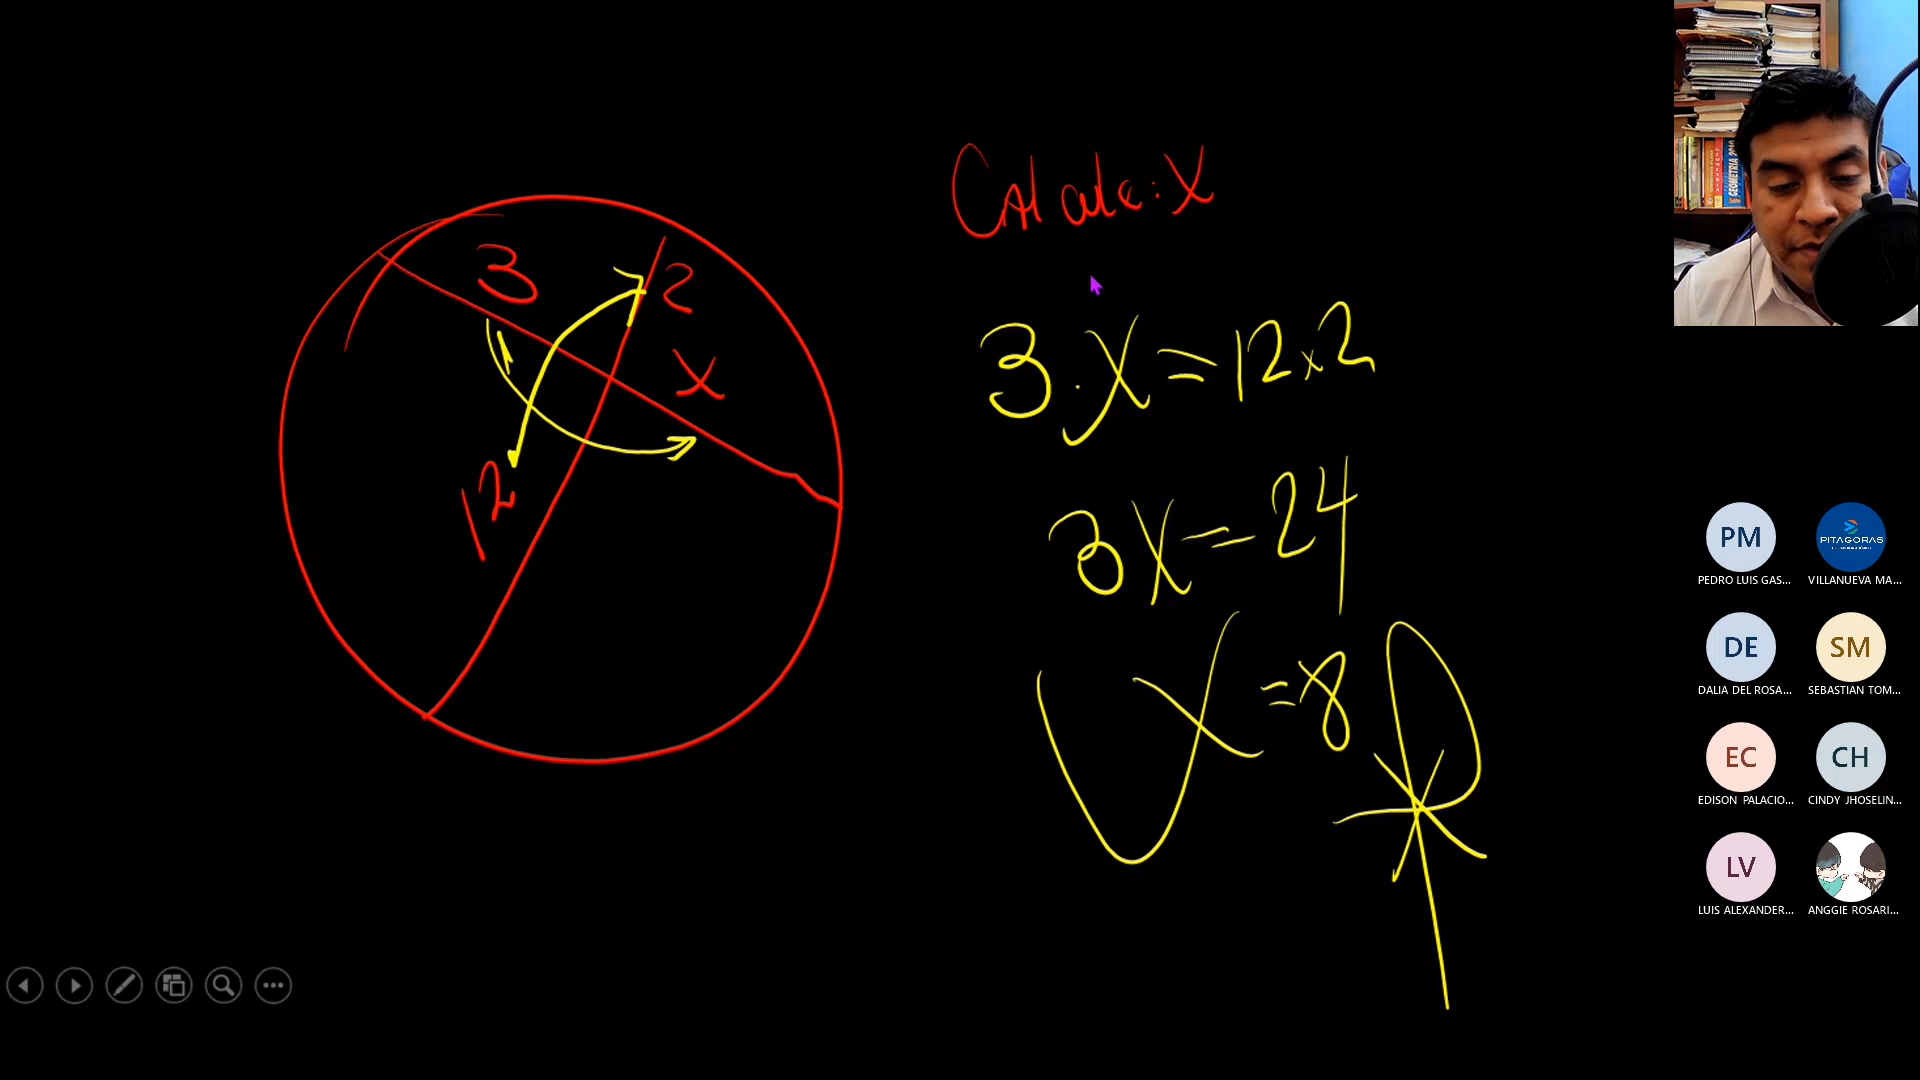 Calcule: X
3
2
X
12
3.X=12x2
3X=24
X=8
GEOMETRIA
PM
PITAGORAS
PEDRO LUIS GAS...
VILLANUEVA MA...
DE
SM
DALIA DEL ROSA...
SEBASTIAN TOM...
EC
CH
EDISON PALACIO...
CINDY JHOSELIN...
LV
LUIS ALEXANDER...
ANGGIE ROSARI...